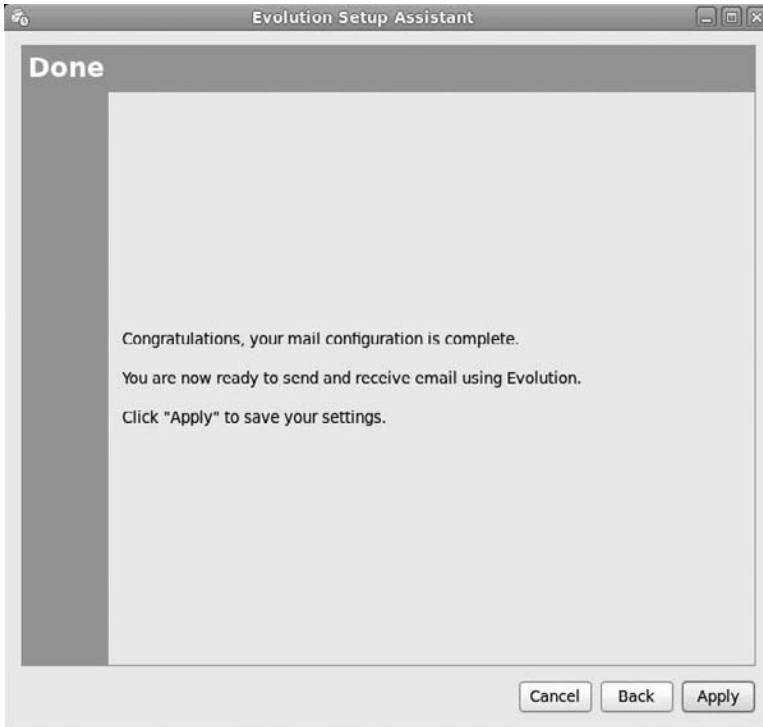 Evolution Setup Assistant
Done
Congratulations, your mail configuration is complete.
You are now ready to send and receive email using Evolution.
Click "Apply" to save your settings.
Cancel Back Apply